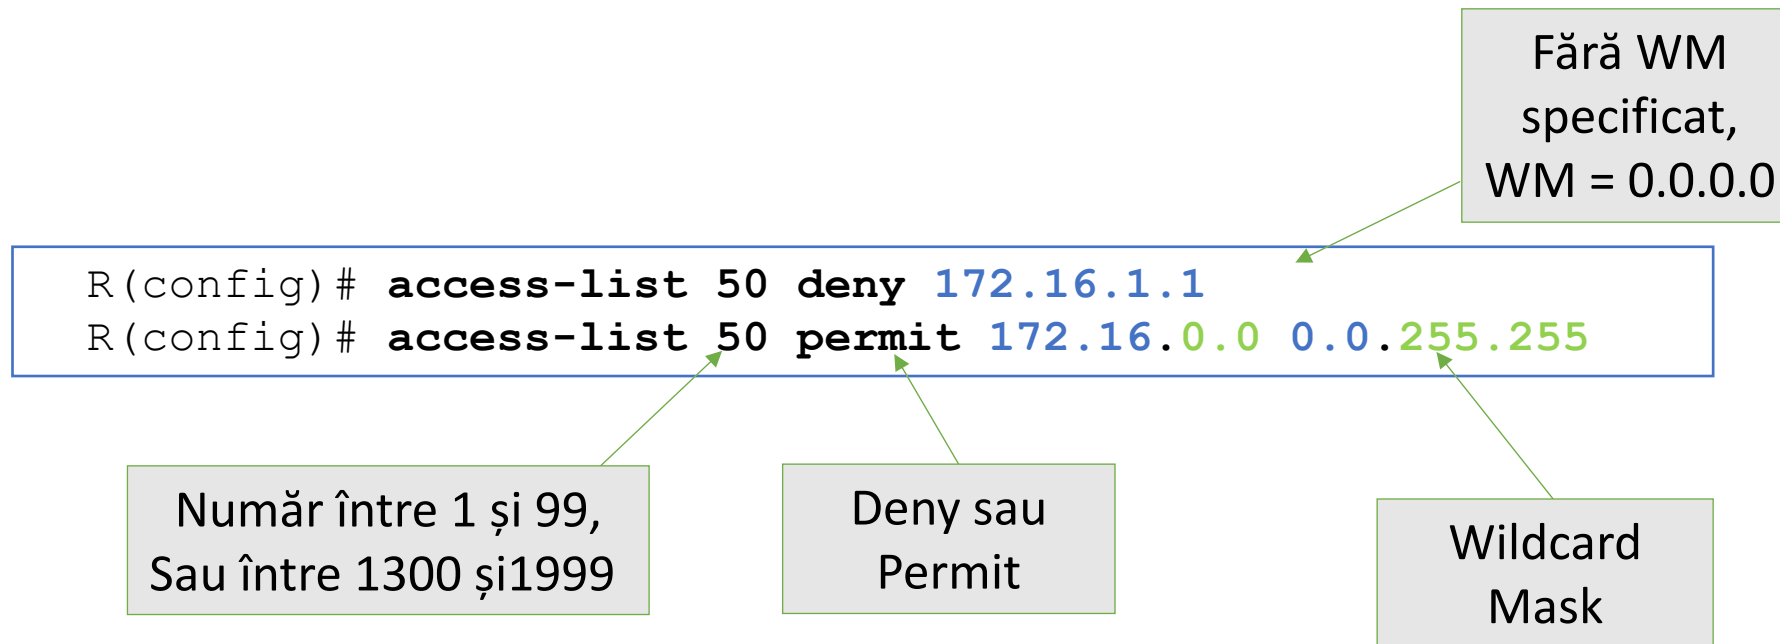 Fără WM
specificat,
WM = 0.0.0.0
R(config)# access-list 50 deny 172.16.1.1
R(config)# access-list 50 permit 172.16.0.0 0.0.255.255
Număr între 1 și 99,
Sau între 1300 și1999
Deny sau
Permit
Wildcard
Mask